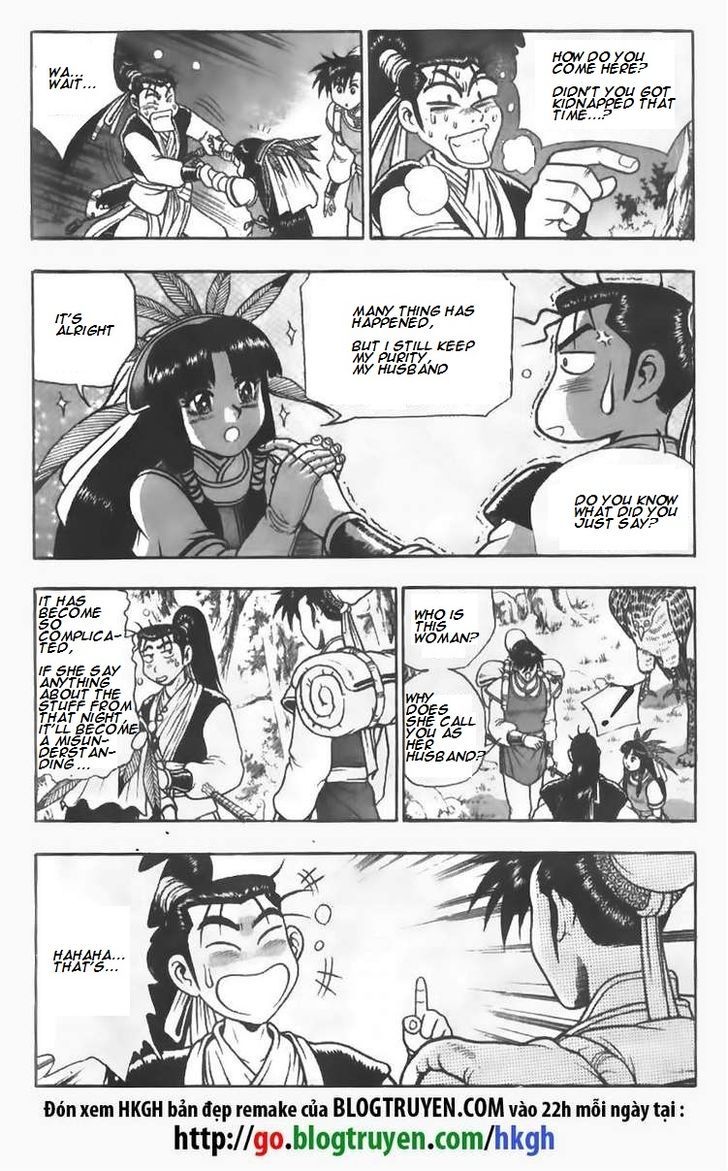 WA...
WAIT...
HOW DO YOU
COME HERE?
DIDN'T YOU GOT
KIDNAPPED THAT
TIME...?
IT'S
ALRIGHT
MANY THING HAS
HAPPENED,
BUT I STILL KEEP
MY PURITY,
MY HUSBAND
DO YOU KNOW
WHAT DID YOU
JUST SAY?
IT HAS
BECOME
SO
COMPLICA-
TED,
IF SHE SAY
ANYTHING
ABOUT THE
STUFF FROM
THAT NIGHT,
IT'LL BECOME
A MISUN-
DERSTAN-
DING...
WHO IS
THIS
WOMAN?
WHY
DOES
SHE CALL
YOU AS
HER
HUSBAND?
!
HAHAHA...
THAT'S...
Đón xem HKGH bản đẹp remake của BLOGTRUYEN.COM vào 22h mỗi ngày tại :
http://go.blogtruyen.com/hkgh